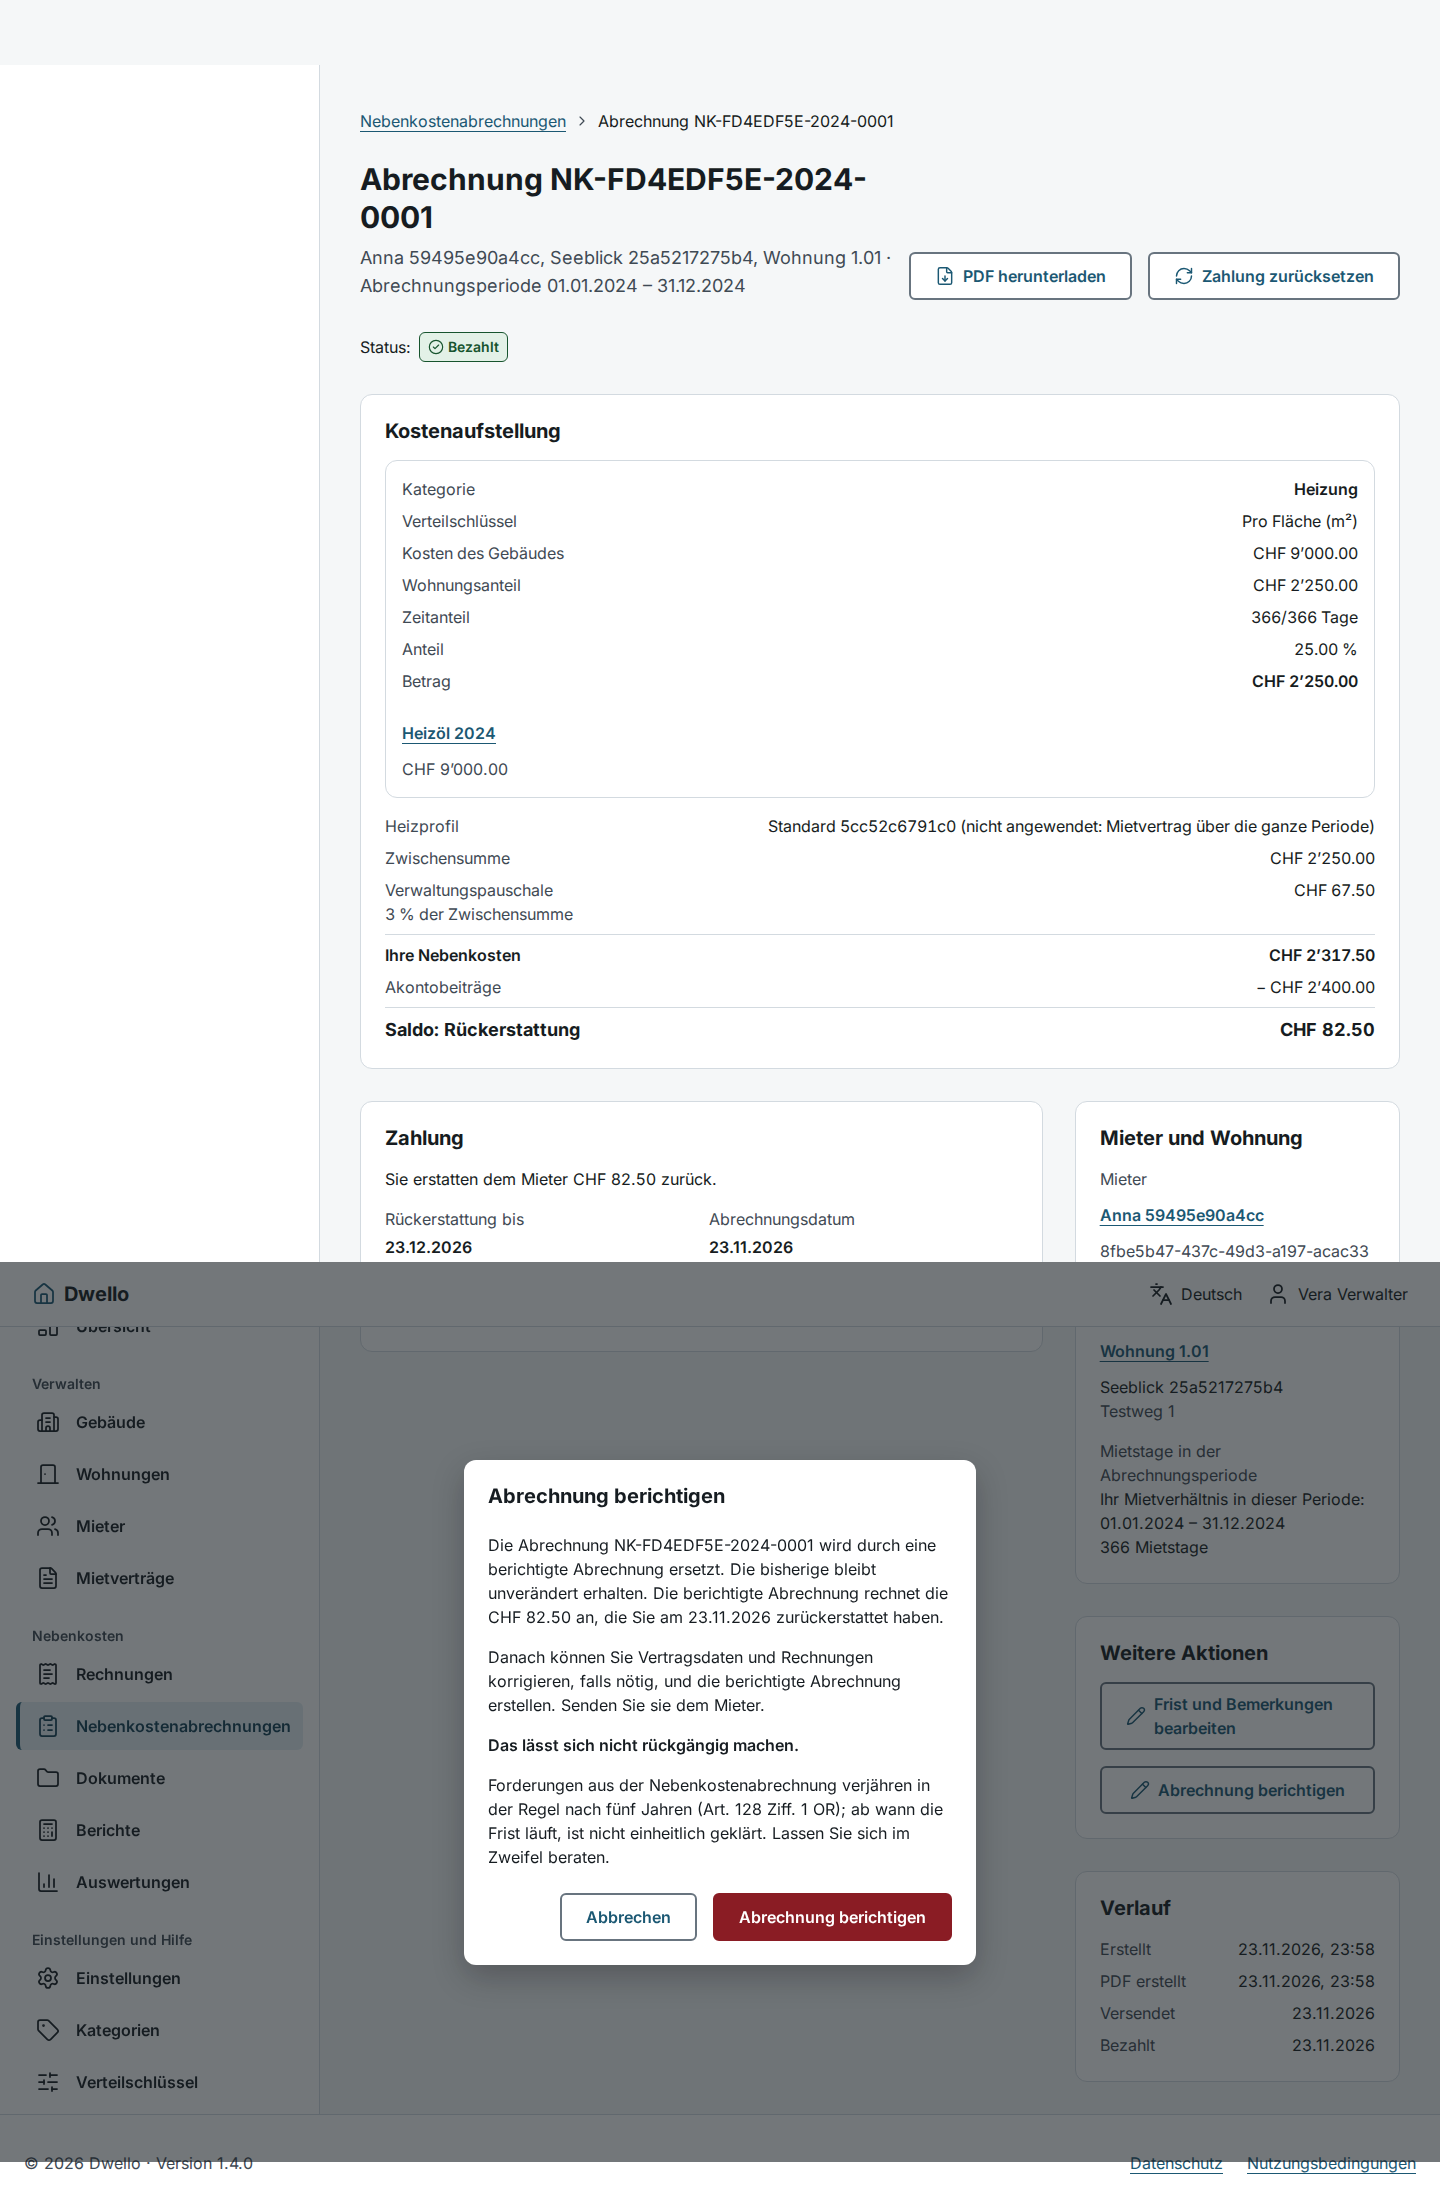 Nebenkostenabrechnungen > Abrechnung NK-FD4EDF5E-2024-0001
Abrechnung NK-FD4EDF5E-2024-
0001
Anna 59495e90a4cc, Seeblick 25a5217275b4, Wohnung 1.01 ·
Abrechnungsperiode 01.01.2024 – 31.12.2024
PDF herunterladen
Zahlung zurücksetzen
Status: Bezahlt
Kostenaufstellung
Kategorie Heizung
Verteilschlüssel Pro Fläche (m²)
Kosten des Gebäudes CHF 9’000.00
Wohnungsanteil CHF 2’250.00
Zeitanteil 366/366 Tage
Anteil 25.00 %
Betrag CHF 2’250.00
Heizöl 2024
CHF 9’000.00
Heizprofil Standard 5cc52c6791c0 (nicht angewendet: Mietvertrag über die ganze Periode)
Zwischensumme CHF 2’250.00
Verwaltungspauschale CHF 67.50
3 % der Zwischensumme
Ihre Nebenkosten CHF 2’317.50
Akontobeiträge – CHF 2’400.00
Saldo: Rückerstattung CHF 82.50
Zahlung
Sie erstatten dem Mieter CHF 82.50 zurück.
Rückerstattung bis Abrechnungsdatum
23.12.2026 23.11.2026
Mieter und Wohnung
Mieter
Anna 59495e90a4cc
8fbe5b47-437c-49d3-a197-acac33
Dwello
Deutsch
Vera Verwalter
Übersicht
Verwalten
Gebäude
Wohnungen
Mieter
Mietverträge
Nebenkosten
Rechnungen
Nebenkostenabrechnungen
Dokumente
Berichte
Auswertungen
Einstellungen und Hilfe
Einstellungen
Kategorien
Verteilschlüssel
Wohnung 1.01
Seeblick 25a5217275b4
Testweg 1
Mietstage in der
Abrechnungsperiode
Ihr Mietverhältnis in dieser Periode:
01.01.2024 – 31.12.2024
366 Mietstage
Abrechnung berichtigen
Die Abrechnung NK-FD4EDF5E-2024-0001 wird durch eine
berichtigte Abrechnung ersetzt. Die bisherige bleibt
unverändert erhalten. Die berichtigte Abrechnung rechnet die
CHF 82.50 an, die Sie am 23.11.2026 zurückerstattet haben.
Danach können Sie Vertragsdaten und Rechnungen
korrigieren, falls nötig, und die berichtigte Abrechnung
erstellen. Senden Sie sie dem Mieter.
Das lässt sich nicht rückgängig machen.
Forderungen aus der Nebenkostenabrechnung verjähren in
der Regel nach fünf Jahren (Art. 128 Ziff. 1 OR); ab wann die
Frist läuft, ist nicht einheitlich geklärt. Lassen Sie sich im
Zweifel beraten.
Abbrechen
Abrechnung berichtigen
Weitere Aktionen
Frist und Bemerkungen
bearbeiten
Abrechnung berichtigen
Verlauf
Erstellt 23.11.2026, 23:58
PDF erstellt 23.11.2026, 23:58
Versendet 23.11.2026
Bezahlt 23.11.2026
© 2026 Dwello · Version 1.4.0
Datenschutz
Nutzungsbedingungen